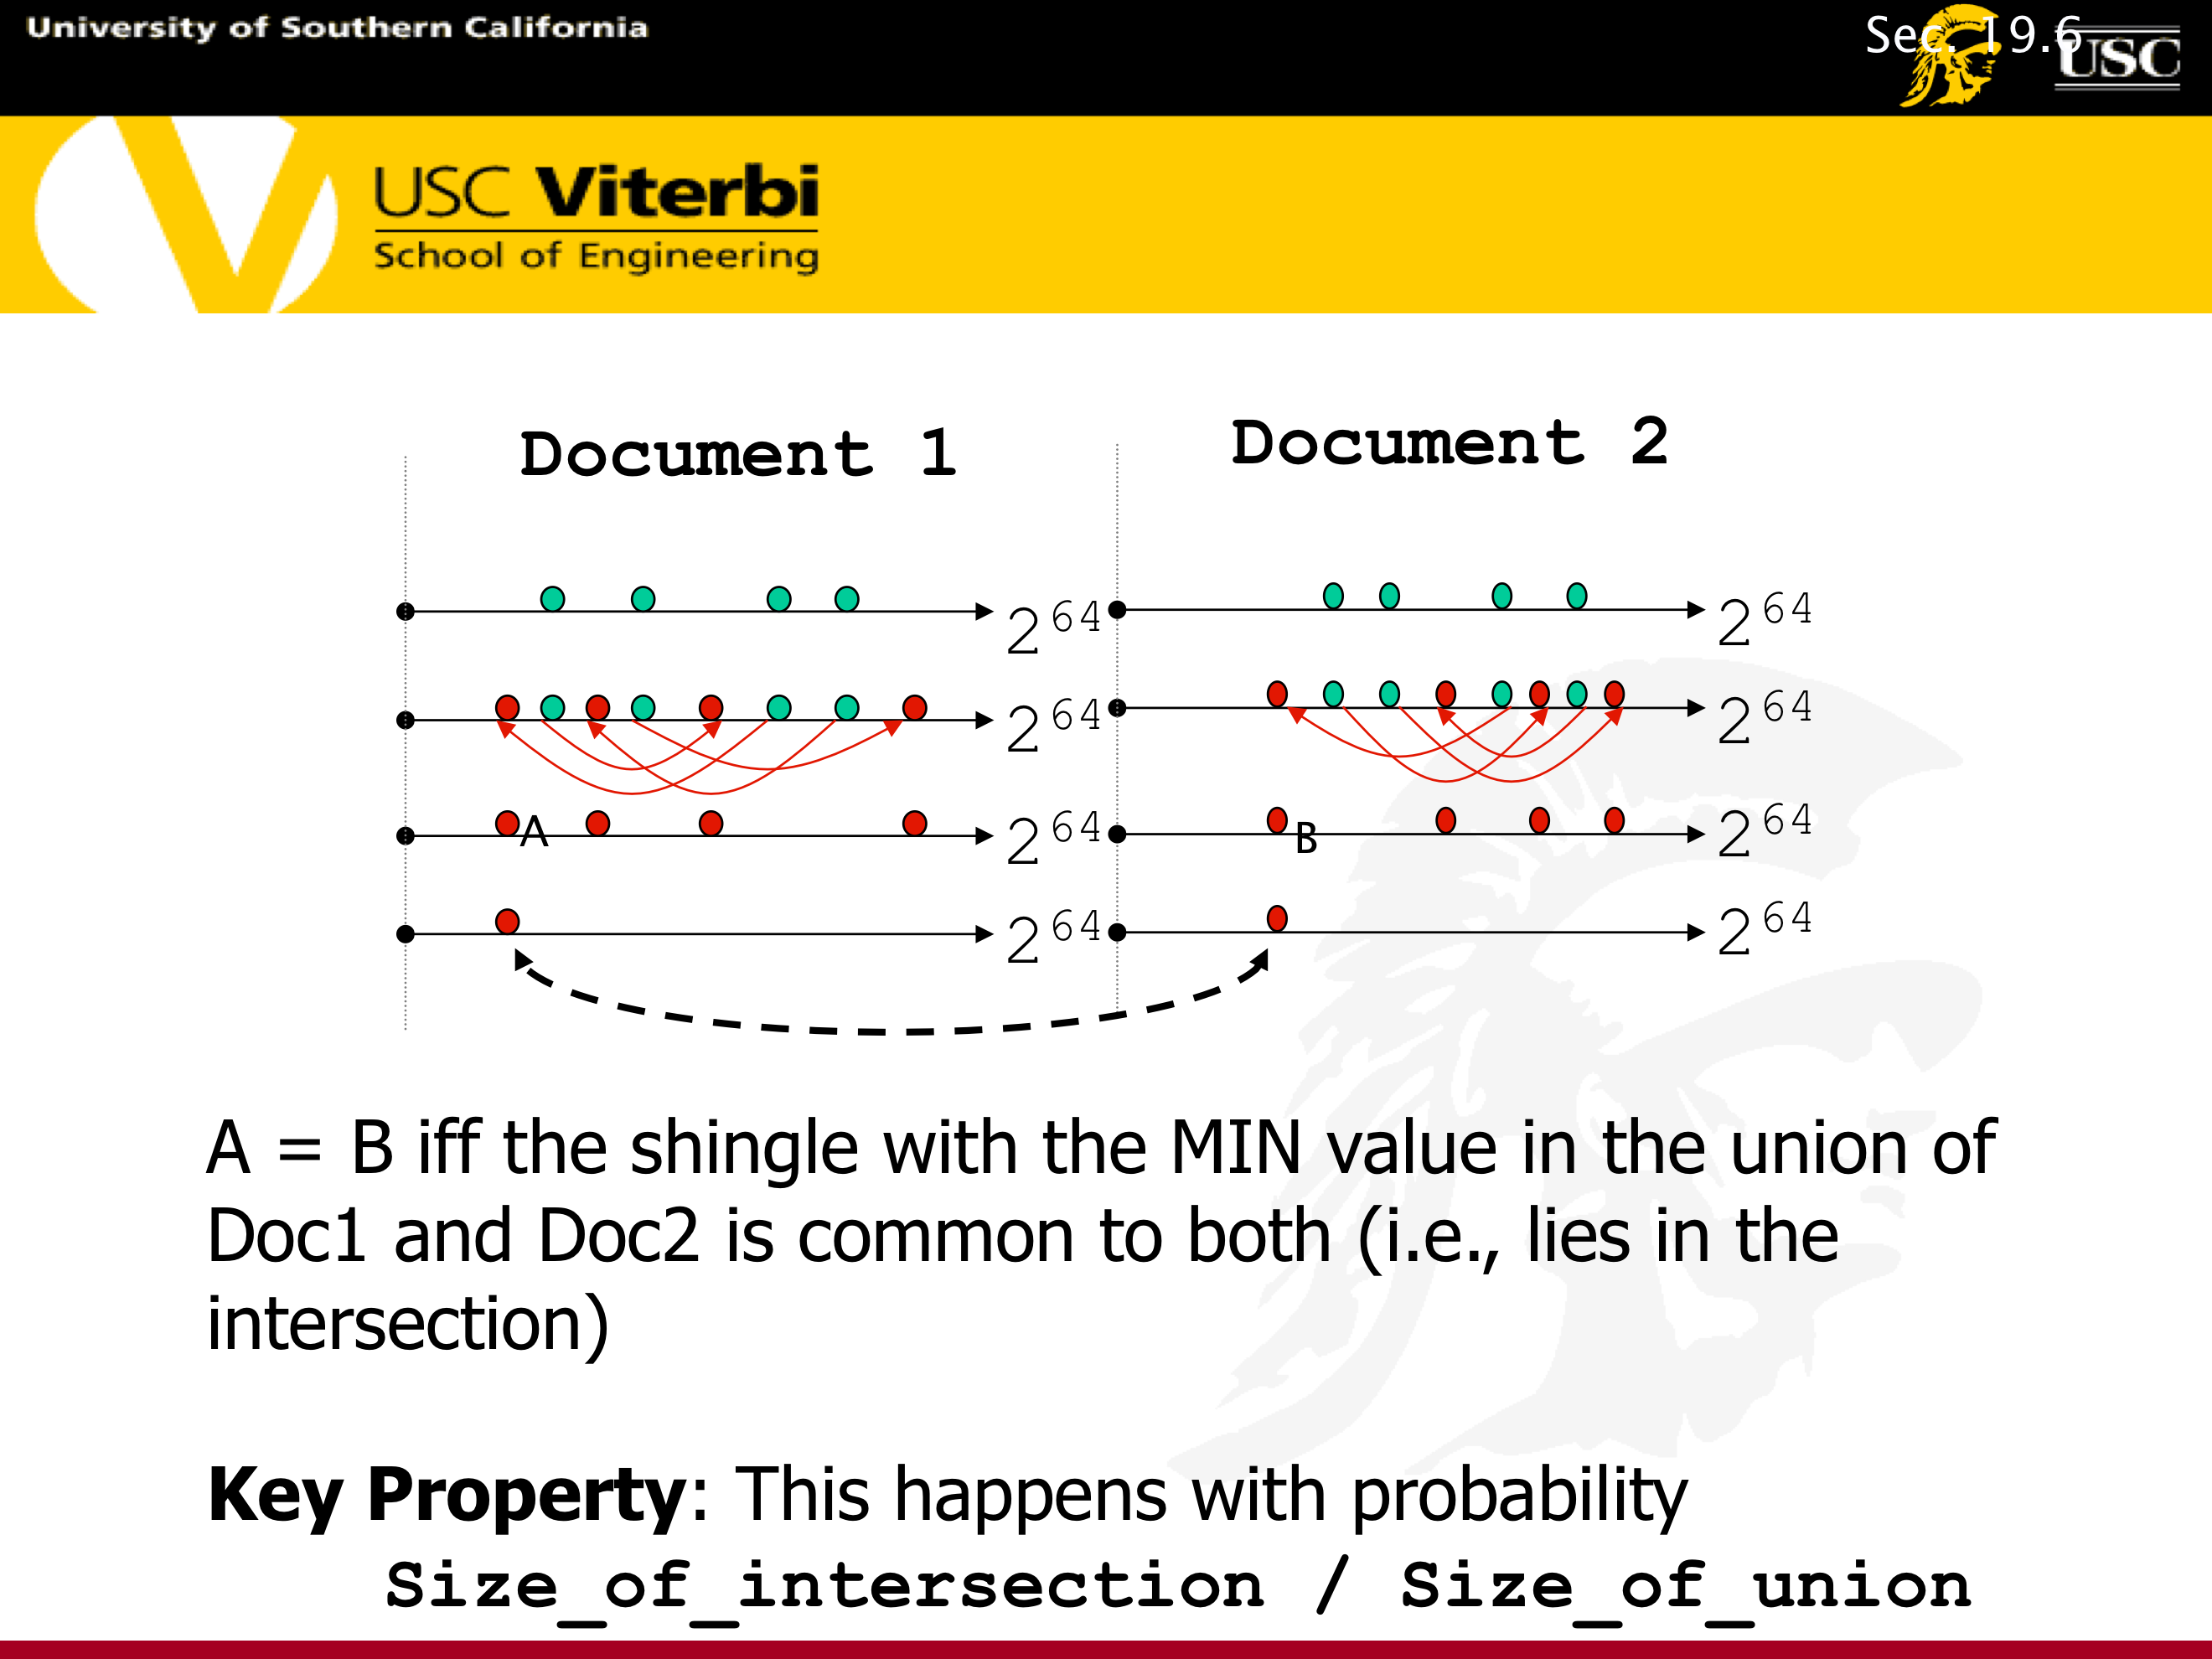 University of Southern California
Sec. 19.6
USC
USC Viterbi
School of Engineering
Document 1
Document 2
2^64
2^64
2^64
2^64
A
2^64
B
2^64
2^64
2^64
A = B iff the shingle with the MIN value in the union of
Doc1 and Doc2 is common to both (i.e., lies in the
intersection)
Key Property: This happens with probability
Size_of_intersection / Size_of_union